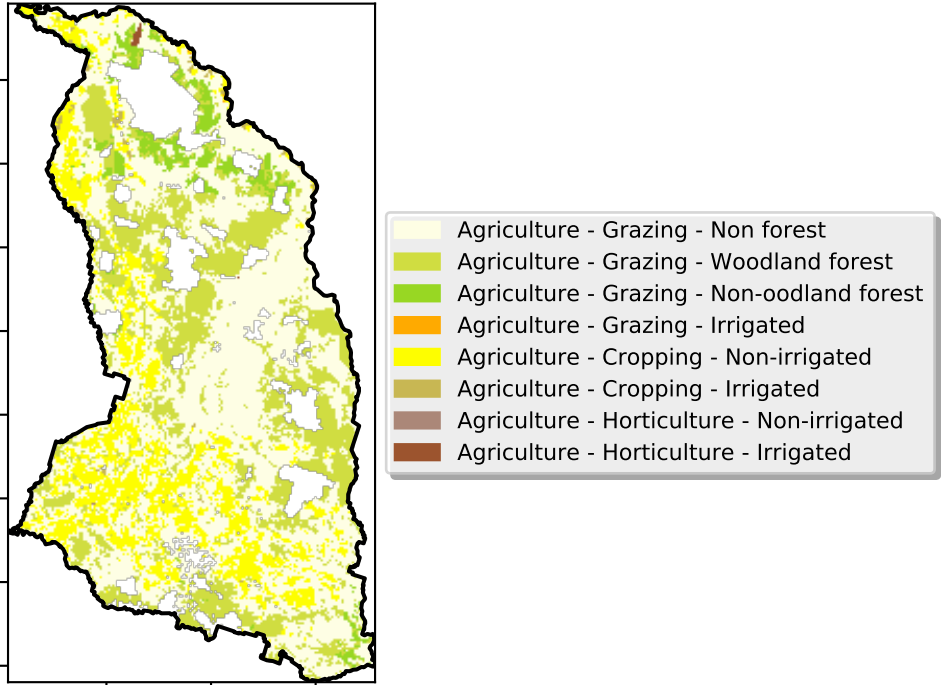 Agriculture - Grazing - Non forest
Agriculture - Grazing - Woodland forest
Agriculture - Grazing - Non-oodland forest
Agriculture - Grazing - Irrigated
Agriculture - Cropping - Non-irrigated
Agriculture - Cropping - Irrigated
Agriculture - Horticulture - Non-irrigated
Agriculture - Horticulture - Irrigated